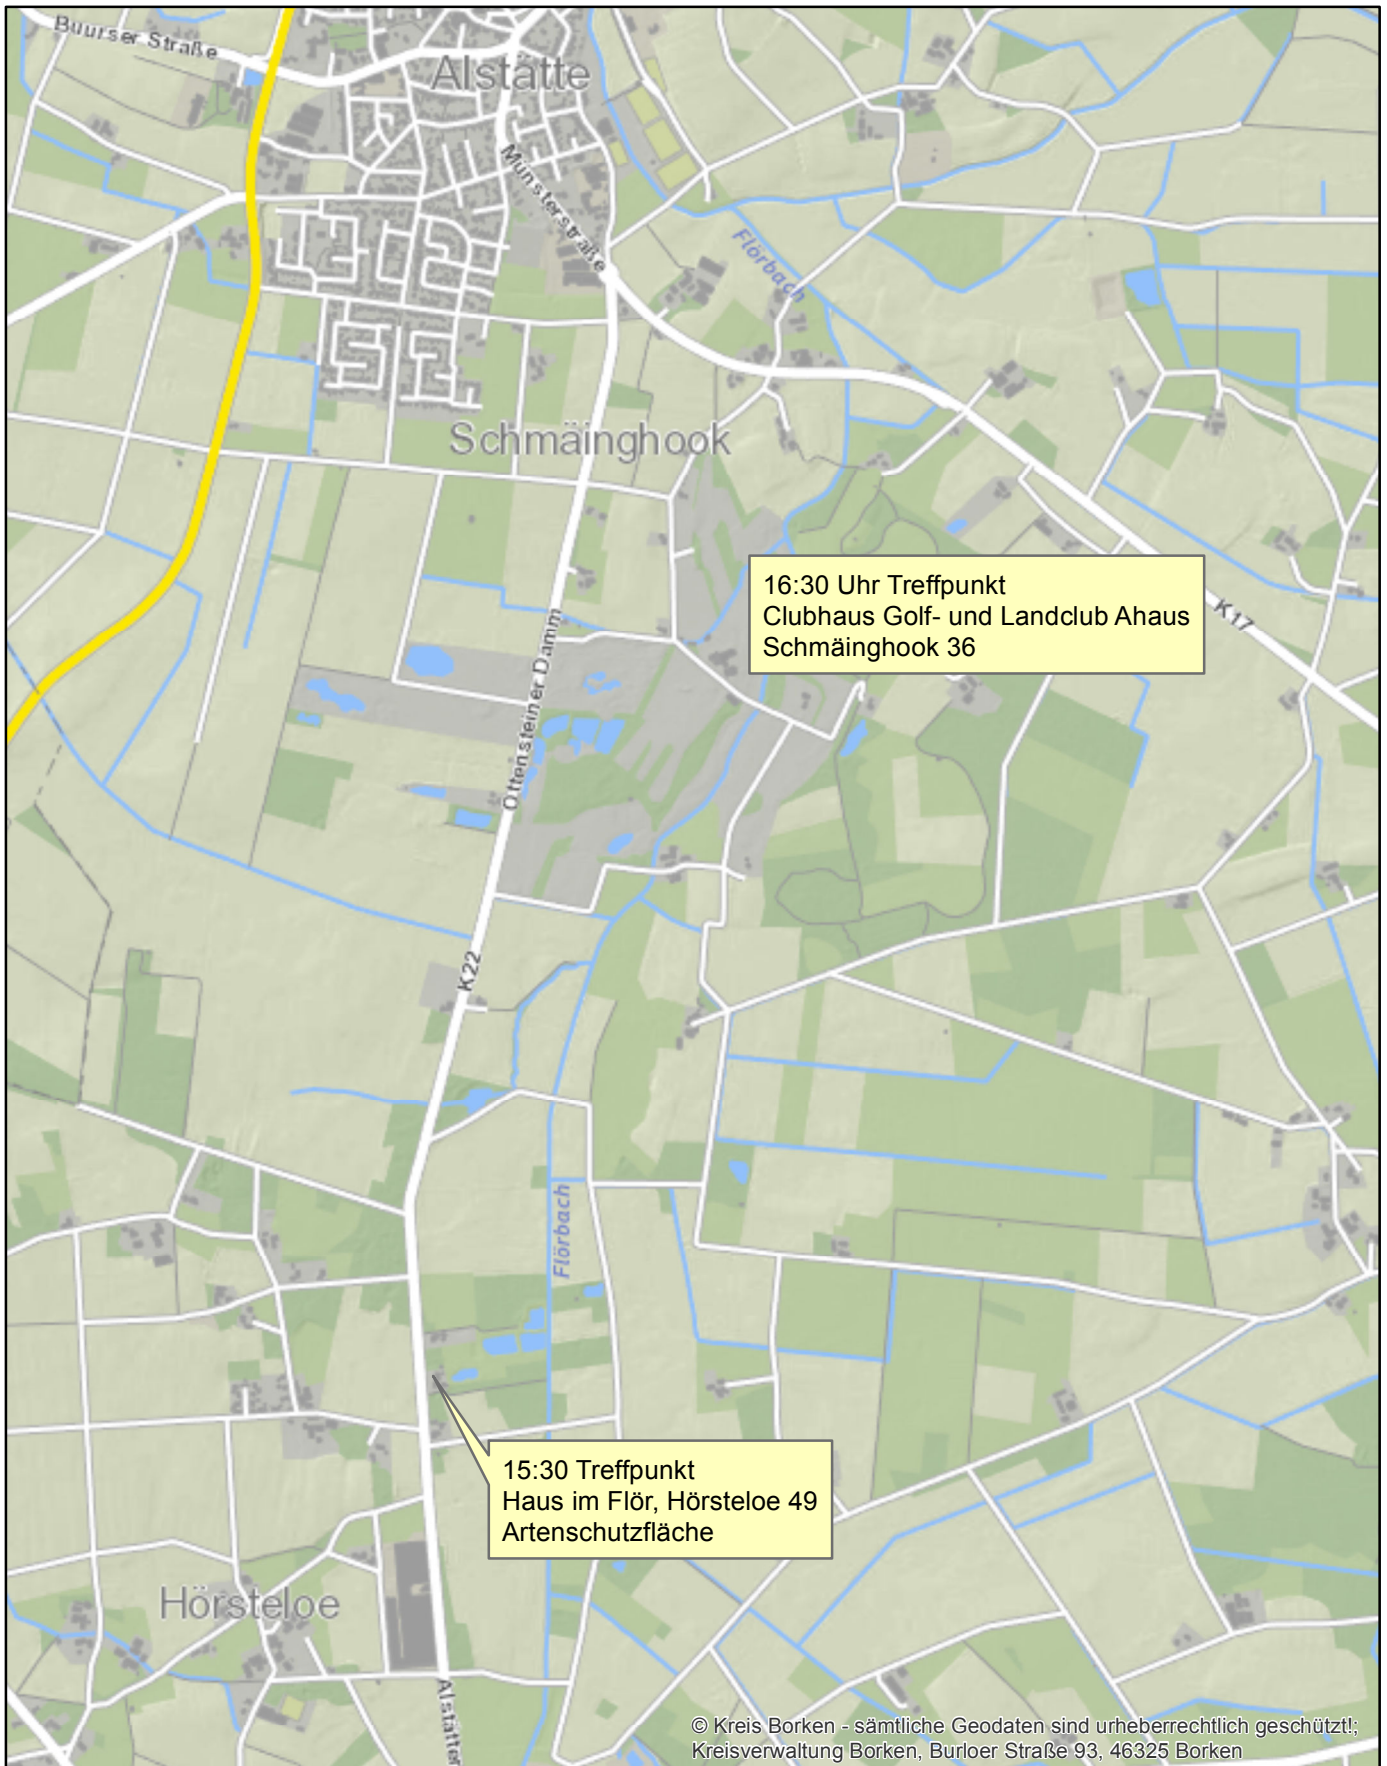 Buurser Straße
Alstätte
Münsterstraße
Flörbach
Schmäinghook
16:30 Uhr Treffpunkt
Clubhaus Golf- und Landclub Ahaus
Schmäinghook 36
K17
Ottensteiner Damm
K22
Flörbach
15:30 Treffpunkt
Haus im Flör, Hörsteloe 49
Artenschutzfläche
Hörsteloe
Alstätter
© Kreis Borken - sämtliche Geodaten sind urheberrechtlich geschützt!;
Kreisverwaltung Borken, Burloer Straße 93, 46325 Borken